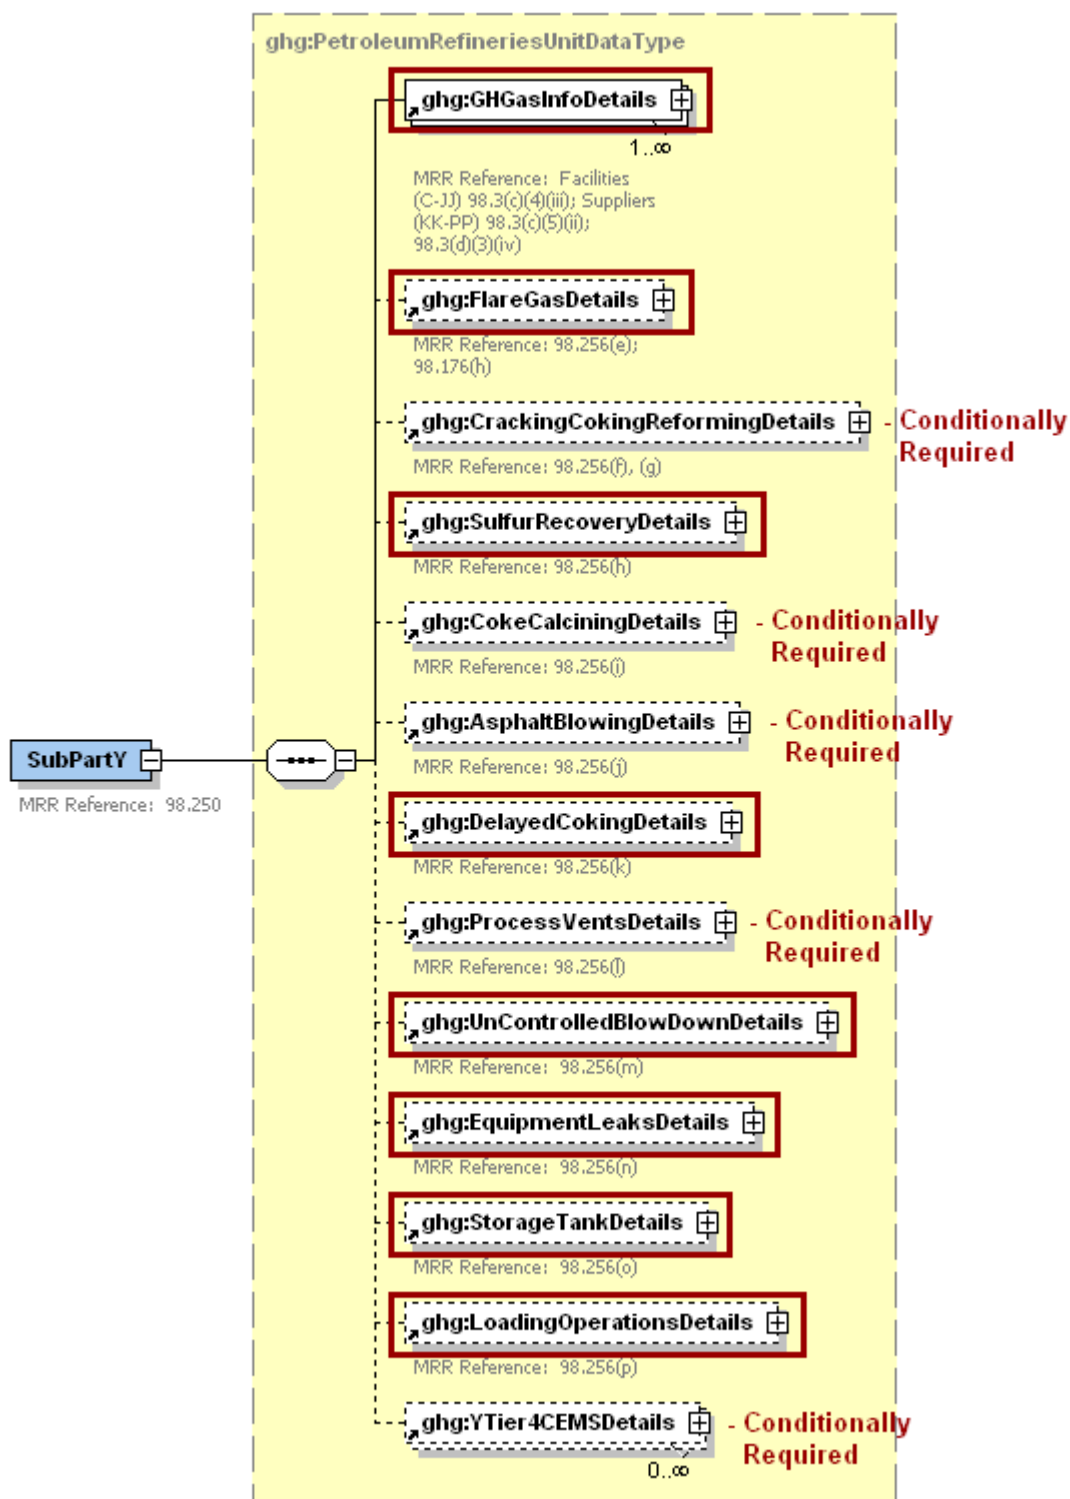 ghg:PetroleumRefineriesUnitDataType
ghg:GHGasInfoDetails
1..∞
MRR Reference: Facilities
(C-JJ) 98.3(c)(4)(iii); Suppliers
(KK-PP) 98.3(c)(5)(ii);
98.3(d)(3)(iv)
ghg:FlareGasDetails
MRR Reference: 98.256(e);
98.176(h)
ghg:CrackingCokingReformingDetails
- Conditionally
Required
MRR Reference: 98.256(f), (g)
ghg:SulfurRecoveryDetails
MRR Reference: 98.256(h)
ghg:CokeCalciningDetails
- Conditionally
Required
MRR Reference: 98.256(i)
ghg:AsphaltBlowingDetails
- Conditionally
Required
MRR Reference: 98.256(j)
SubPartY
MRR Reference: 98.250
ghg:DelayedCokingDetails
MRR Reference: 98.256(k)
ghg:ProcessVentsDetails
- Conditionally
Required
MRR Reference: 98.256(l)
ghg:UnControlledBlowDownDetails
MRR Reference: 98.256(m)
ghg:EquipmentLeaksDetails
MRR Reference: 98.256(n)
ghg:StorageTankDetails
MRR Reference: 98.256(o)
ghg:LoadingOperationsDetails
MRR Reference: 98.256(p)
ghg:YTier4CEMSDetails
- Conditionally
Required
0..∞